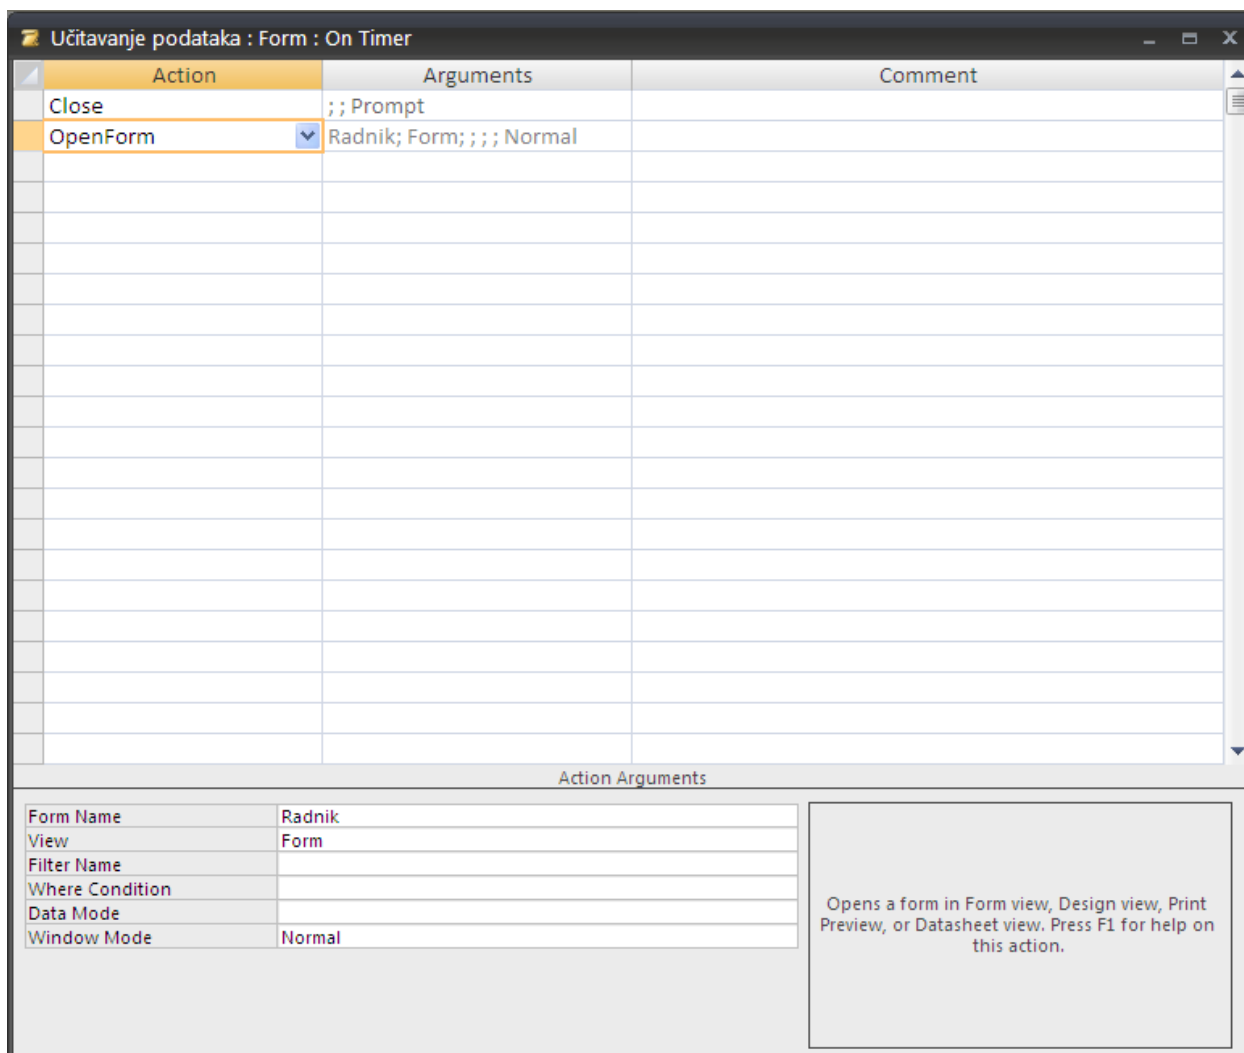 Učitavanje podataka : Form : On Timer
Action Arguments Comment
Close ; ; Prompt
OpenForm Radnik; Form; ; ; ; Normal
Action Arguments
Form Name Radnik
View Form
Filter Name
Where Condition
Data Mode
Window Mode Normal
Opens a form in Form view, Design view, Print
Preview, or Datasheet view. Press F1 for help on
this action.